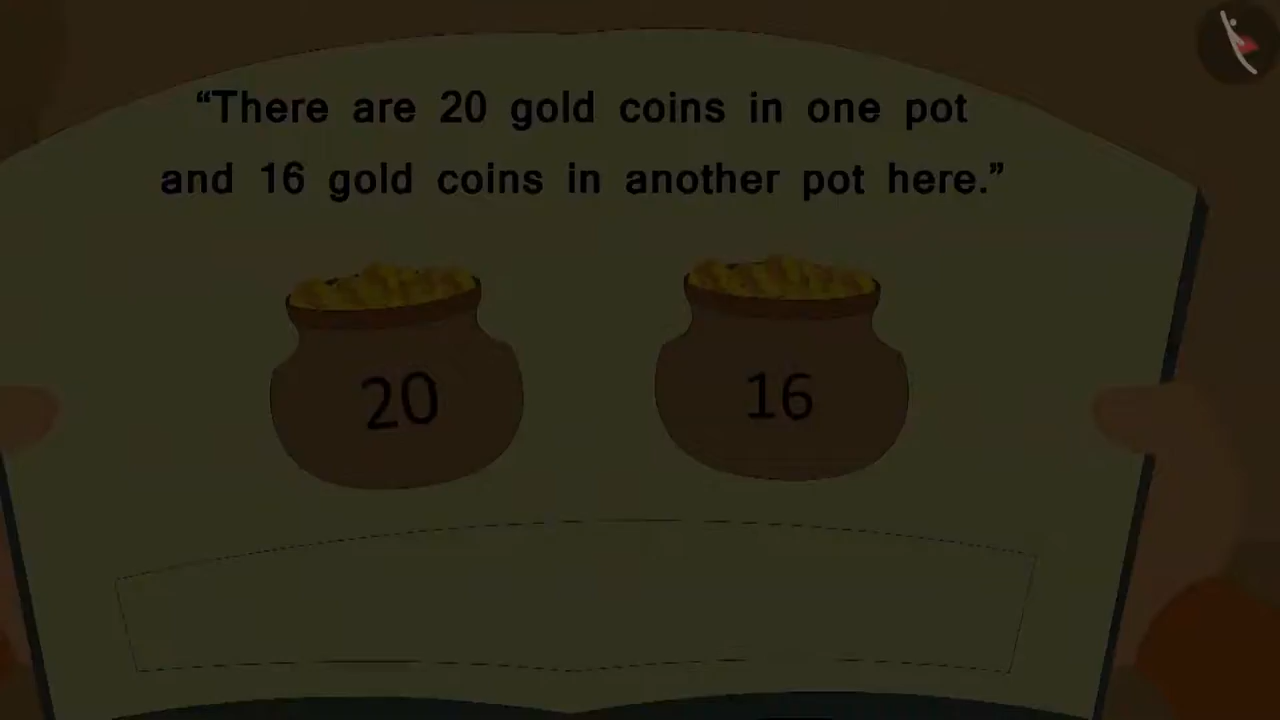 “There are 20 gold coins in one pot
and 16 gold coins in another pot here.”
20 16